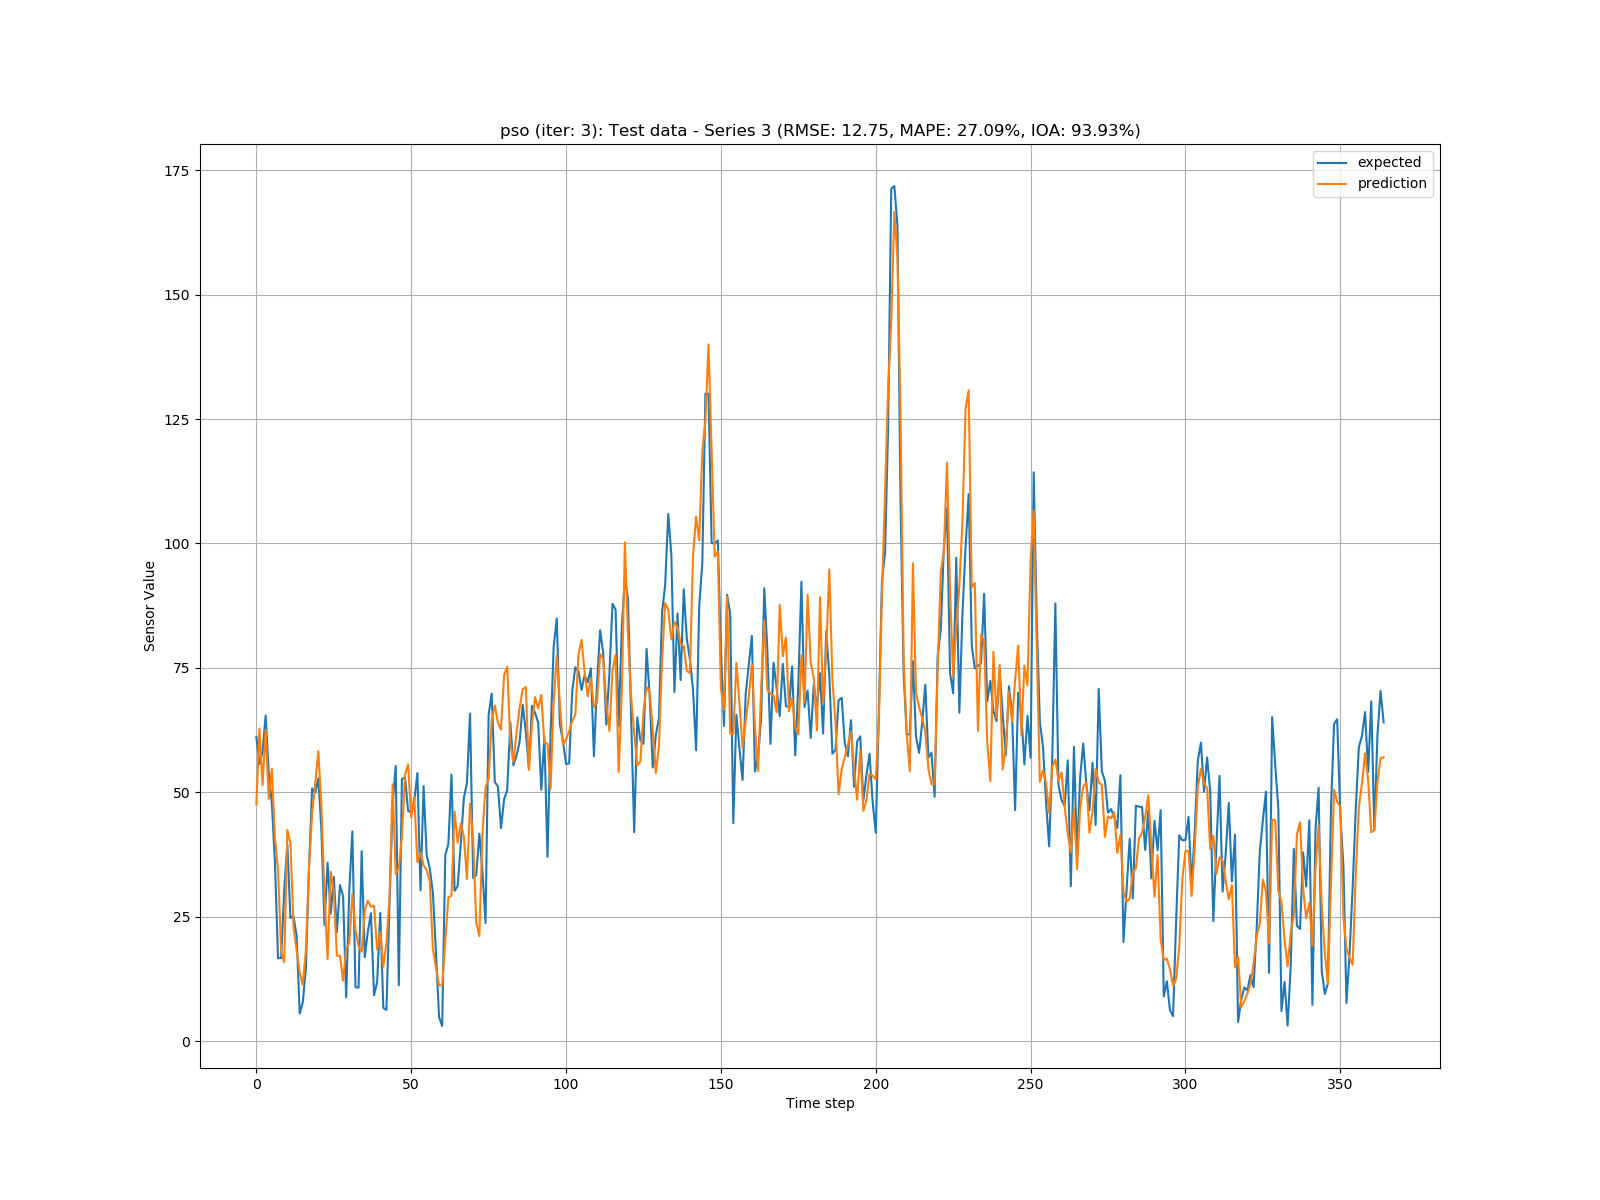 pso (iter: 3): Test data - Series 3 (RMSE: 12.75, MAPE: 27.09%, IOA: 93.93%)
expected
prediction
175
150
125
100
75
50
25
0
Sensor Value
0 50 100 150 200 250 300 350
Time step